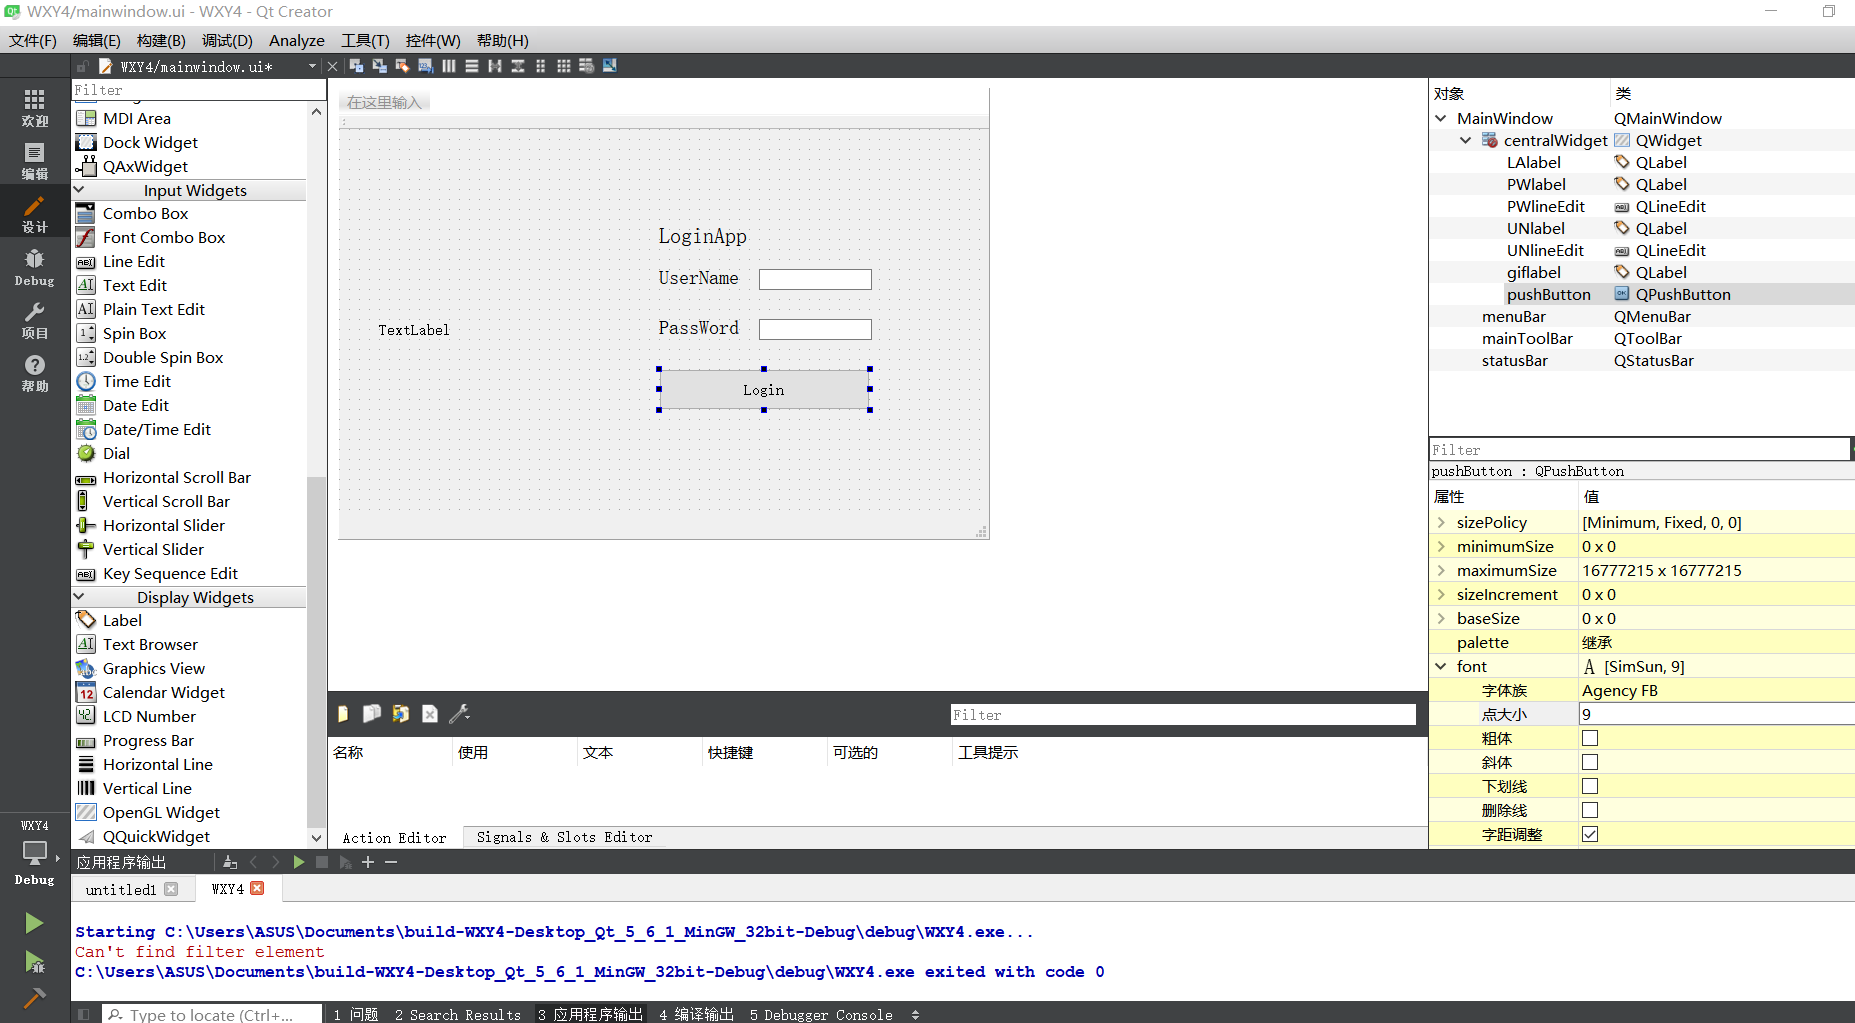 WXY4/mainwindow.ui - WXY4 - Qt Creator
文件(F) 编辑(E) 构建(B) 调试(D) Analyze 工具(T) 控件(W) 帮助(H)
WXY4/mainwindow.ui*
欢迎
编辑
设计
Debug
项目
帮助
WXY4
Debug
Filter
MDI Area
Dock Widget
QAxWidget
Input Widgets
Combo Box
Font Combo Box
Line Edit
Text Edit
Plain Text Edit
Spin Box
Double Spin Box
Time Edit
Date Edit
Date/Time Edit
Dial
Horizontal Scroll Bar
Vertical Scroll Bar
Horizontal Slider
Vertical Slider
Key Sequence Edit
Display Widgets
Label
Text Browser
Graphics View
Calendar Widget
LCD Number
Progress Bar
Horizontal Line
Vertical Line
OpenGL Widget
QQuickWidget
在这里输入
LoginApp
UserName
PassWord
TextLabel
Login
Filter
名称 使用 文本 快捷键 可选的 工具提示
Action Editor Signals & Slots Editor
对象 类
MainWindow QMainWindow
centralWidget QWidget
LAlabel QLabel
PWlabel QLabel
PWlineEdit QLineEdit
UNlabel QLabel
UNlineEdit QLineEdit
giflabel QLabel
pushButton QPushButton
menuBar QMenuBar
mainToolBar QToolBar
statusBar QStatusBar
Filter
pushButton : QPushButton
属性 值
sizePolicy [Minimum, Fixed, 0, 0]
minimumSize 0 x 0
maximumSize 16777215 x 16777215
sizeIncrement 0 x 0
baseSize 0 x 0
palette 继承
font A [SimSun, 9]
字体族 Agency FB
点大小 9
粗体
斜体
下划线
删除线
字距调整
应用程序输出
untitled1 WXY4
Starting C:\Users\ASUS\Documents\build-WXY4-Desktop_Qt_5_6_1_MinGW_32bit-Debug\debug\WXY4.exe...
Can't find filter element
C:\Users\ASUS\Documents\build-WXY4-Desktop_Qt_5_6_1_MinGW_32bit-Debug\debug\WXY4.exe exited with code 0
Type to locate (Ctrl+... 1 问题 2 Search Results 3 应用程序输出 4 编译输出 5 Debugger Console